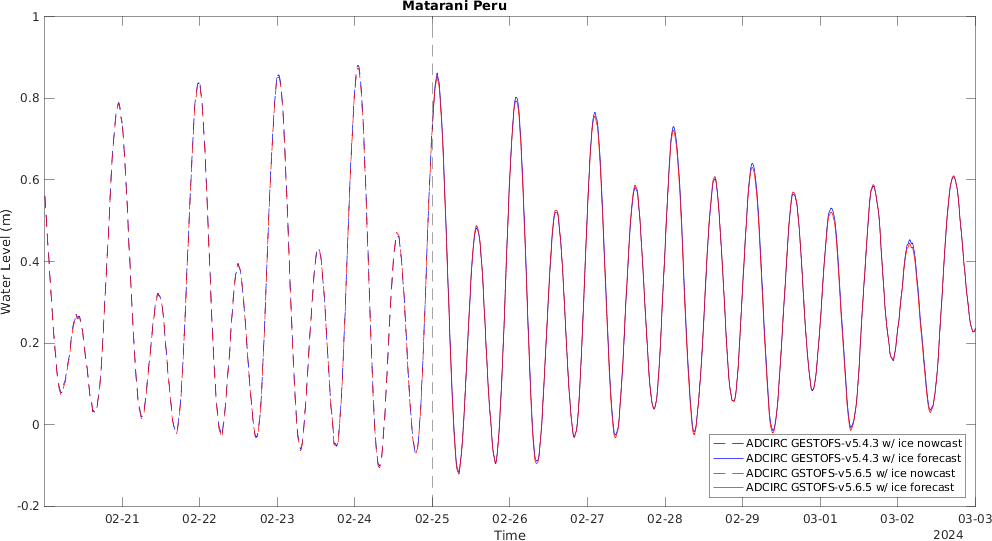 Matarani Peru
1
0.8
0.6
0.4
0.2
0
-0.2
Water Level (m)
02-21 02-22 02-23 02-24 02-25 02-26 02-27 02-28 02-29 03-01 03-02 03-03
Time
2024
ADCIRC GESTOFS-v5.4.3 w/ ice nowcast
ADCIRC GESTOFS-v5.4.3 w/ ice forecast
ADCIRC GSTOFS-v5.6.5 w/ ice nowcast
ADCIRC GSTOFS-v5.6.5 w/ ice forecast